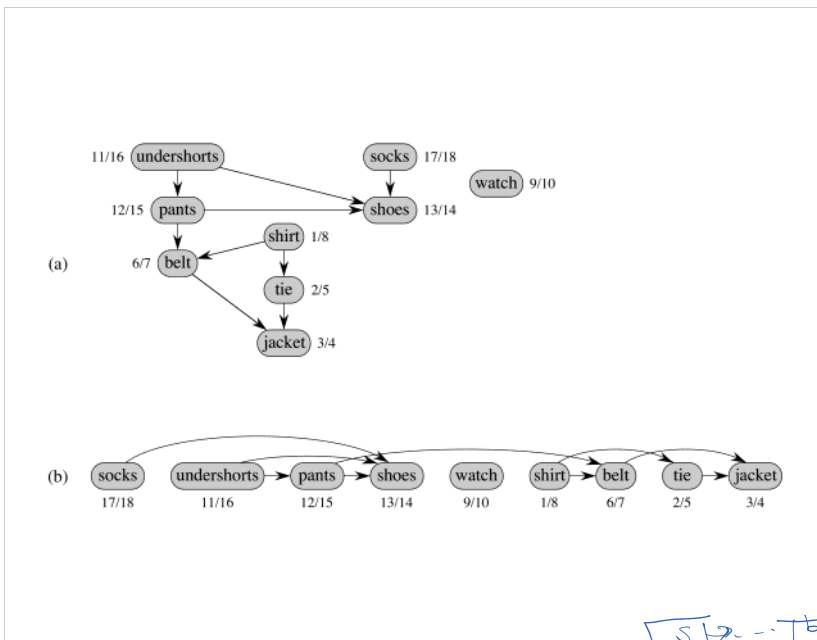 11/16 undershorts socks 17/18
watch 9/10
12/15 pants shoes 13/14
shirt 1/8
(a) 6/7 belt
tie 2/5
jacket 3/4
(b) socks undershorts pants shoes watch shirt belt tie jacket
17/18 11/16 12/15 13/14 9/10 1/8 6/7 2/5 3/4